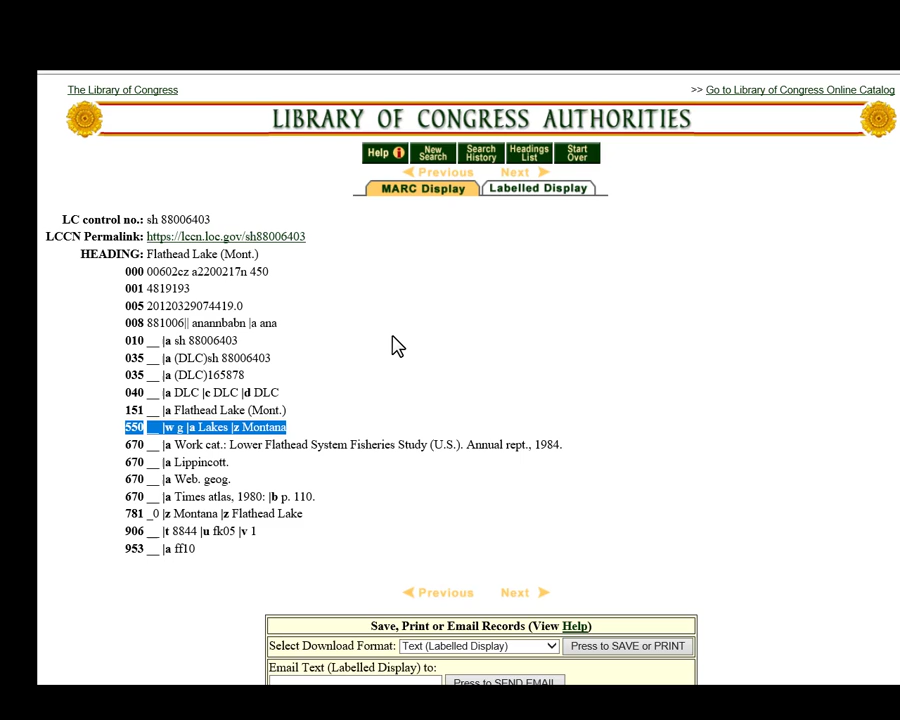 The Library of Congress >> Go to Library of Congress Online Catalog
LIBRARY OF CONGRESS AUTHORITIES
Help i New Search Search History Headings List Start Over
Previous Next
MARC Display Labelled Display
LC control no.: sh 88006403
LCCN Permalink: https://lccn.loc.gov/sh88006403
HEADING: Flathead Lake (Mont.)
000 00602cz a2200217n 450
001 4819193
005 20120329074419.0
008 881006|| anannbabn |a ana
010 __ |a sh 88006403
035 __ |a (DLC)sh 88006403
035 __ |a (DLC)165878
040 __ |a DLC |c DLC |d DLC
151 __ |a Flathead Lake (Mont.)
550 __ |w g |a Lakes |z Montana
670 __ |a Work cat.: Lower Flathead System Fisheries Study (U.S.). Annual rept., 1984.
670 __ |a Lippincott.
670 __ |a Web. geog.
670 __ |a Times atlas, 1980: |b p. 110.
781 _0 |z Montana |z Flathead Lake
906 __ |t 8844 |u fk05 |v 1
953 __ |a ff10
Previous Next
Save, Print or Email Records (View Help)
Select Download Format: Text (Labelled Display) Press to SAVE or PRINT
Email Text (Labelled Display) to:
Press to SEND EMAIL